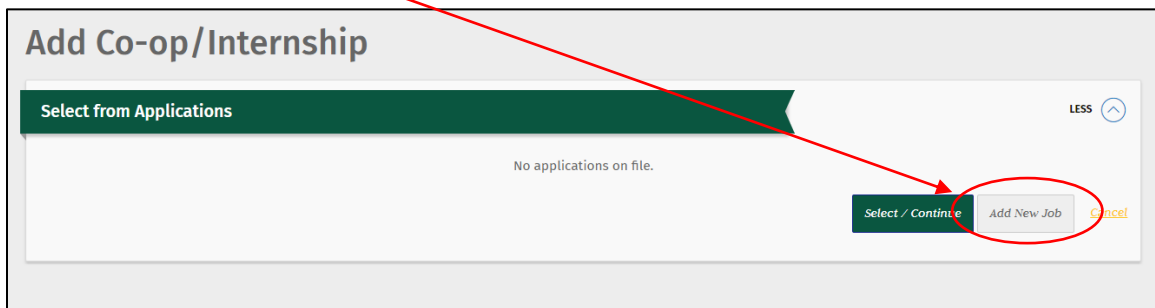 Add Co-op/Internship
Select from Applications
LESS
No applications on file.
Select / Continue
Add New Job
Cancel